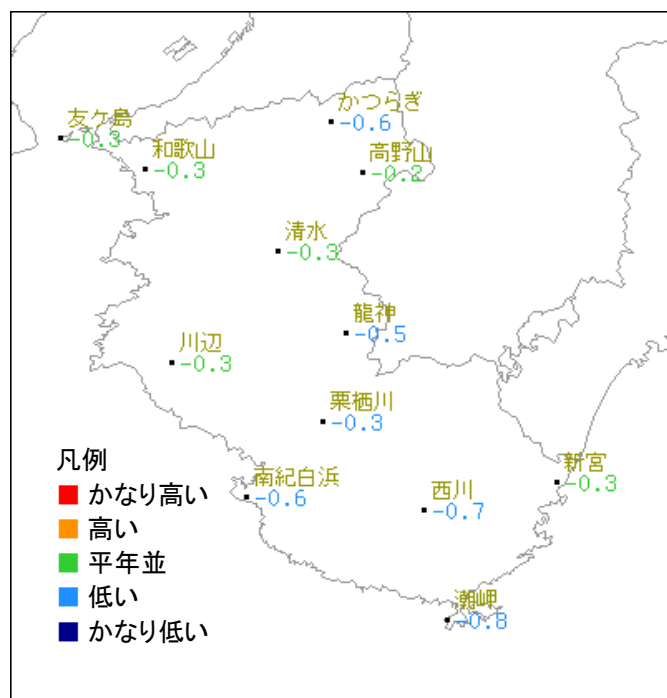 かつらぎ
-0.6
友ケ島
-0.3
和歌山
-0.3
高野山
-0.2
清水
-0.3
龍神
-0.5
川辺
-0.3
栗栖川
-0.3
南紀白浜
-0.6
西川
-0.7
新宮
-0.3
潮岬
-0.8
凡例
かなり高い
高い
平年並
低い
かなり低い